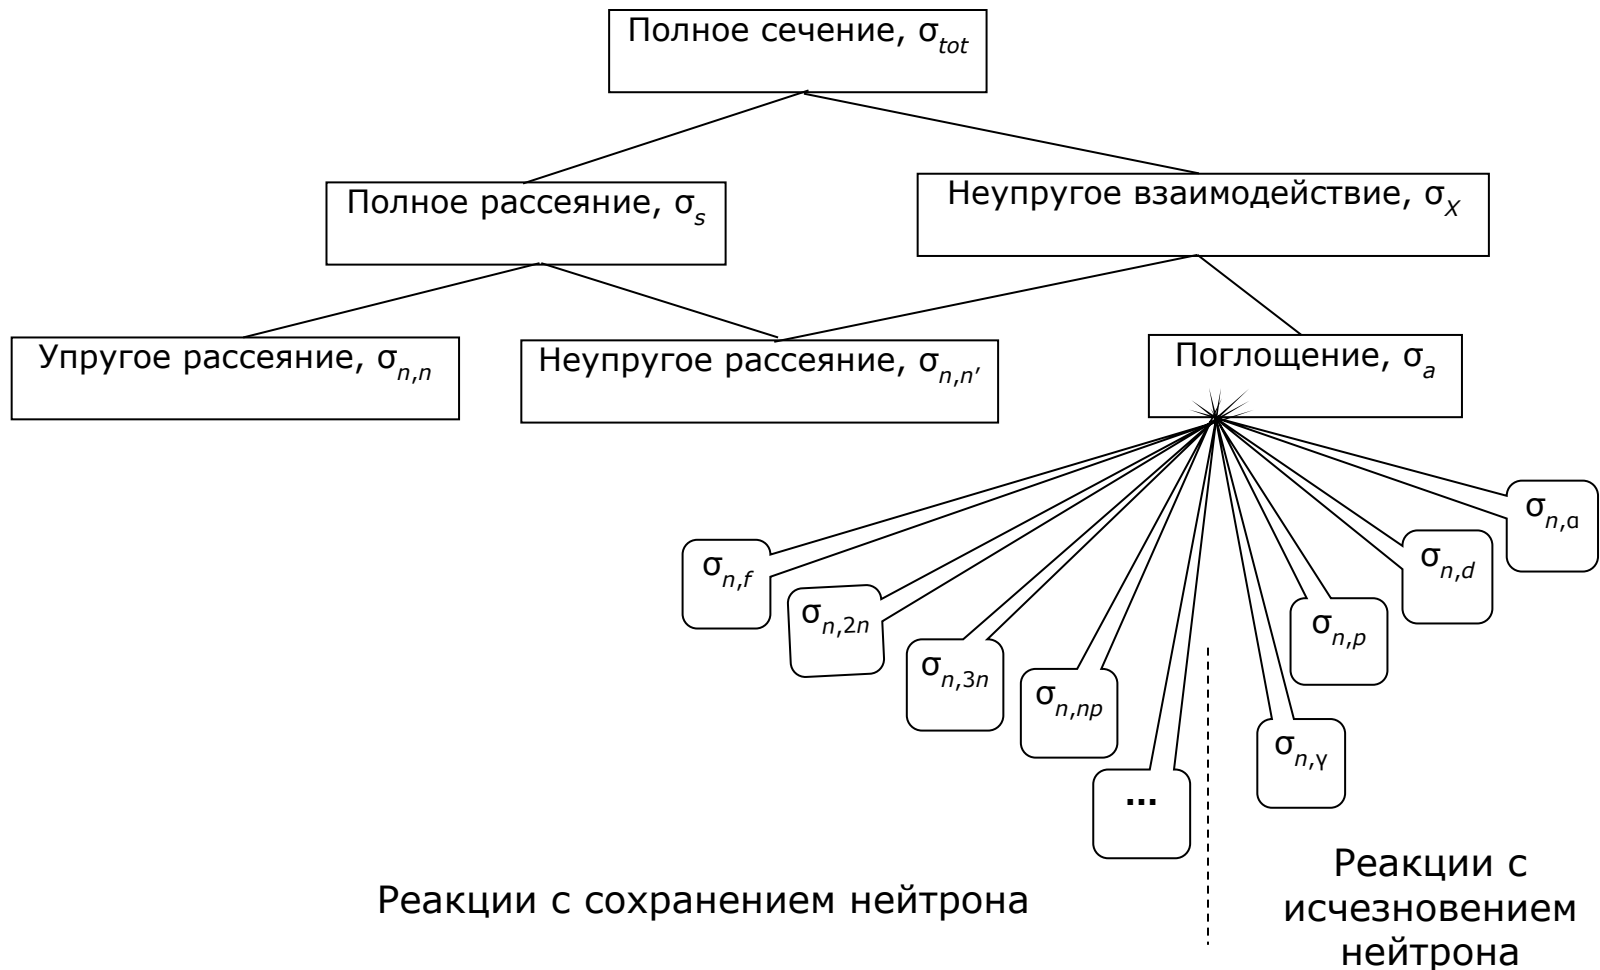 Полное сечение, σtot
Полное рассеяние, σs
Неупругое взаимодействие, σX
Упругое рассеяние, σn,n
Неупругое рассеяние, σn,n′
Поглощение, σa
σn,f
σn,2n
σn,3n
σn,np
...
σn,γ
σn,p
σn,d
σn,α
Реакции с сохранением нейтрона
Реакции с
исчезновением
нейтрона